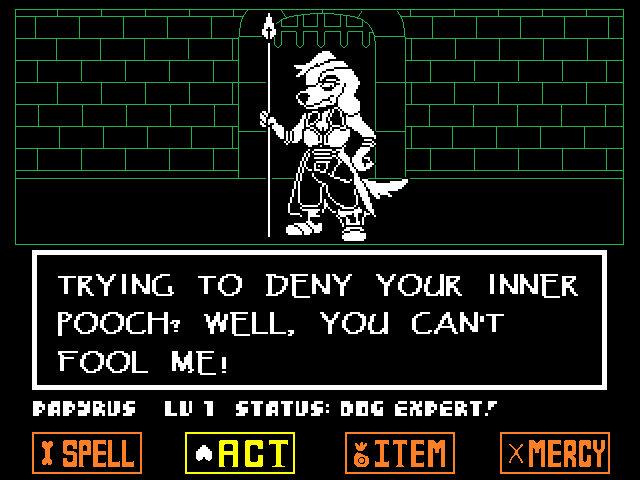 TRYING TO DENY YOUR INNER
POOCH? WELL, YOU CAN'T
FOOL ME!
PAPYRUS LV 1 STATUS: DOG EXPERT!
SPELL ACT ITEM MERCY